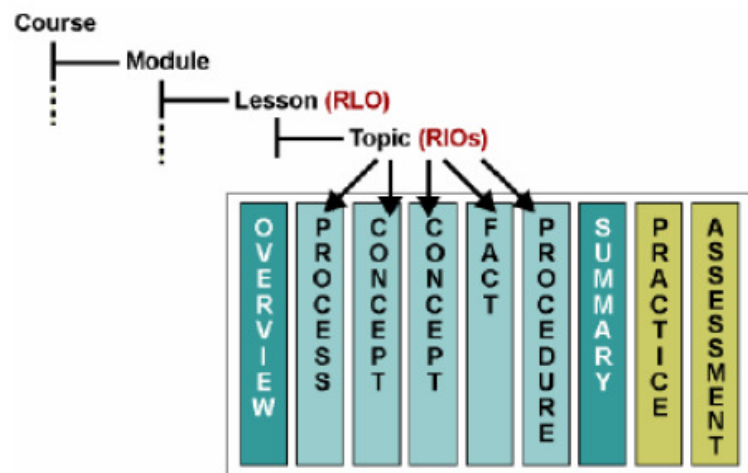 Course
Module
Lesson (RLO)
Topic (RIOs)
OVERVIEW
PROCESS
CONCEPT
CONCEPT
FACT
PROCEDURE
SUMMARY
PRACTICE
ASSESSMENT